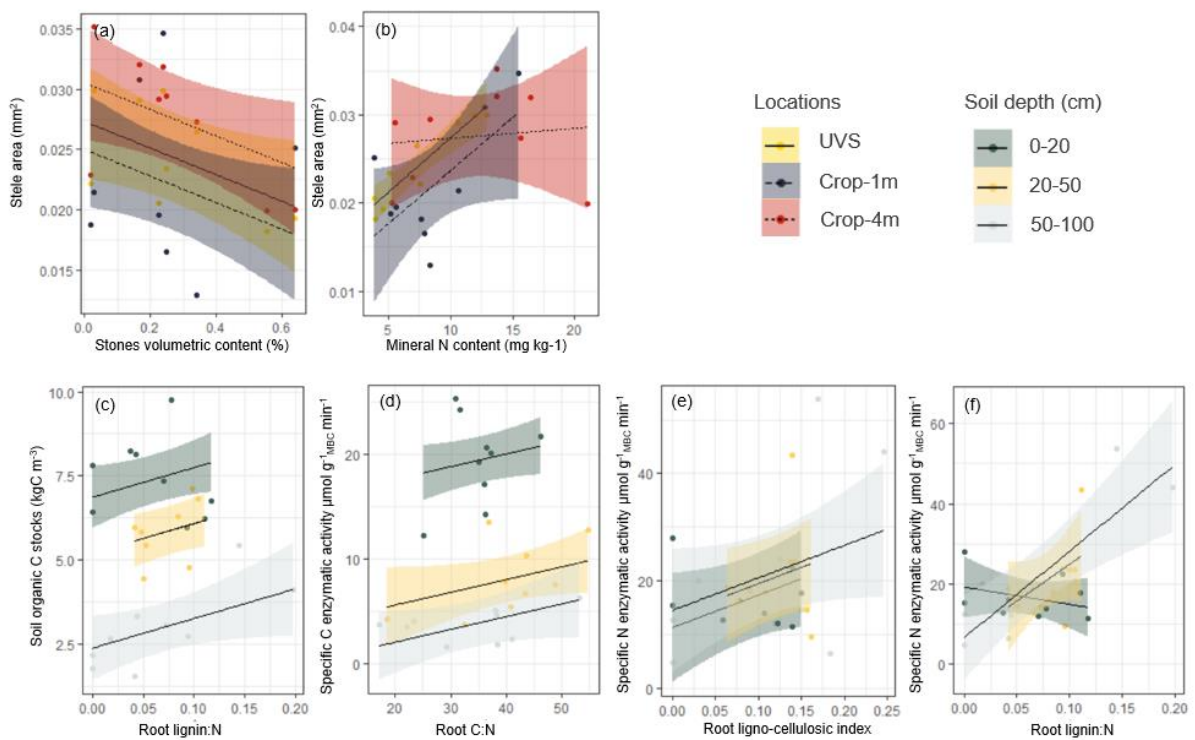 (a)
Stele area (mm²)
0.035
0.030
0.025
0.020
0.015
0.0
0.2
0.4
0.6
Stones volumetric content (%)
(b)
Stele area (mm²)
0.04
0.03
0.02
0.01
5
10
15
20
Mineral N content (mg kg-1)
Locations
UVS
Crop-1m
Crop-4m
Soil depth (cm)
0-20
20-50
50-100
(c)
Soil organic C stocks (kgC m⁻³)
10.0
7.5
5.0
2.5
0.00
0.05
0.10
0.15
0.20
Root lignin:N
(d)
Specific C enzymatic activity µmol g⁻¹MBC min⁻¹
20
10
0
20
30
40
50
Root C:N
(e)
Specific N enzymatic activity µmol g⁻¹MBC min⁻¹
60
40
20
0
0.00
0.05
0.10
0.15
0.20
0.25
Root ligno-cellulosic index
(f)
Specific N enzymatic activity µmol g⁻¹MBC min⁻¹
60
40
20
0
0.00
0.05
0.10
0.15
0.20
Root lignin:N